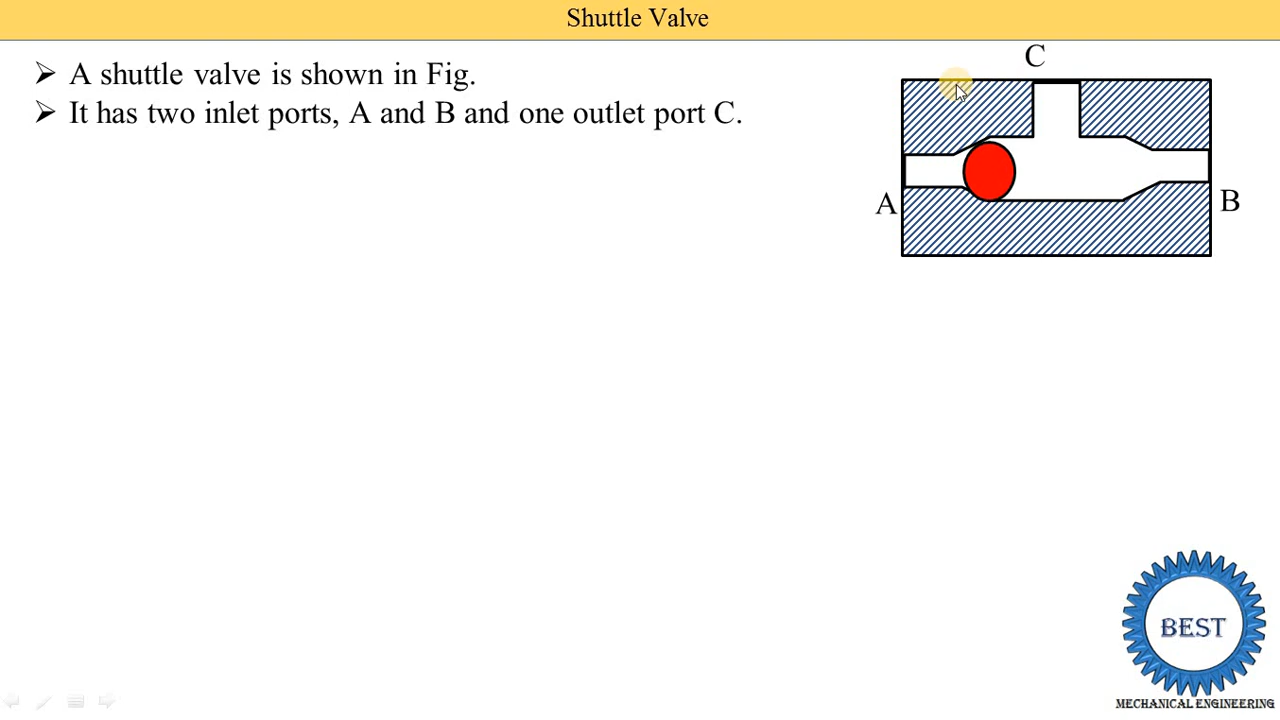 Shuttle Valve
➢ A shuttle valve is shown in Fig.
➢ It has two inlet ports, A and B and one outlet port C.
C
A
B
BEST
MECHANICAL ENGINEERING